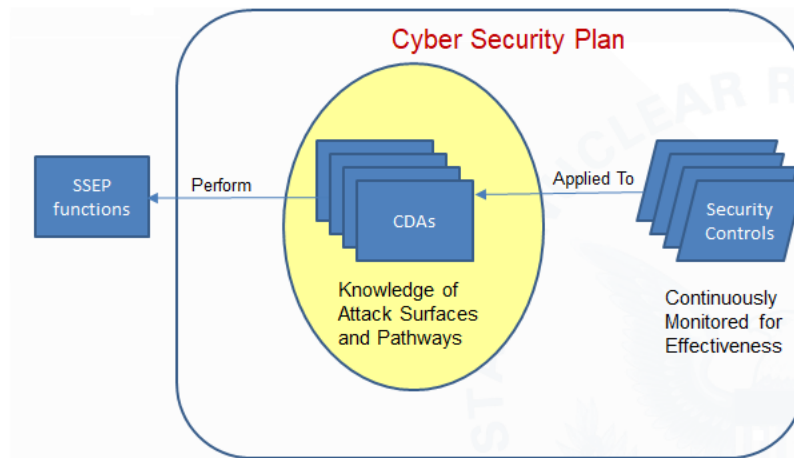 Cyber Security Plan
SSEP
functions
Perform
CDAs
Applied To
Security
Controls
Knowledge of
Attack Surfaces
and Pathways
Continuously
Monitored for
Effectiveness